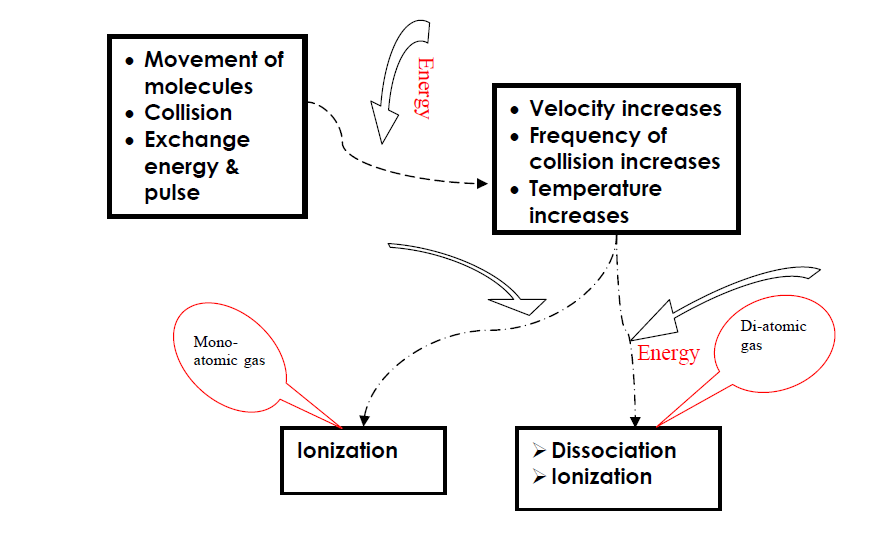 • Movement of
molecules
• Collision
• Exchange
energy &
pulse
Energy
• Velocity increases
• Frequency of
collision increases
• Temperature
increases
Mono-
atomic gas
Di-atomic
gas
Energy
Ionization
➢ Dissociation
➢ Ionization